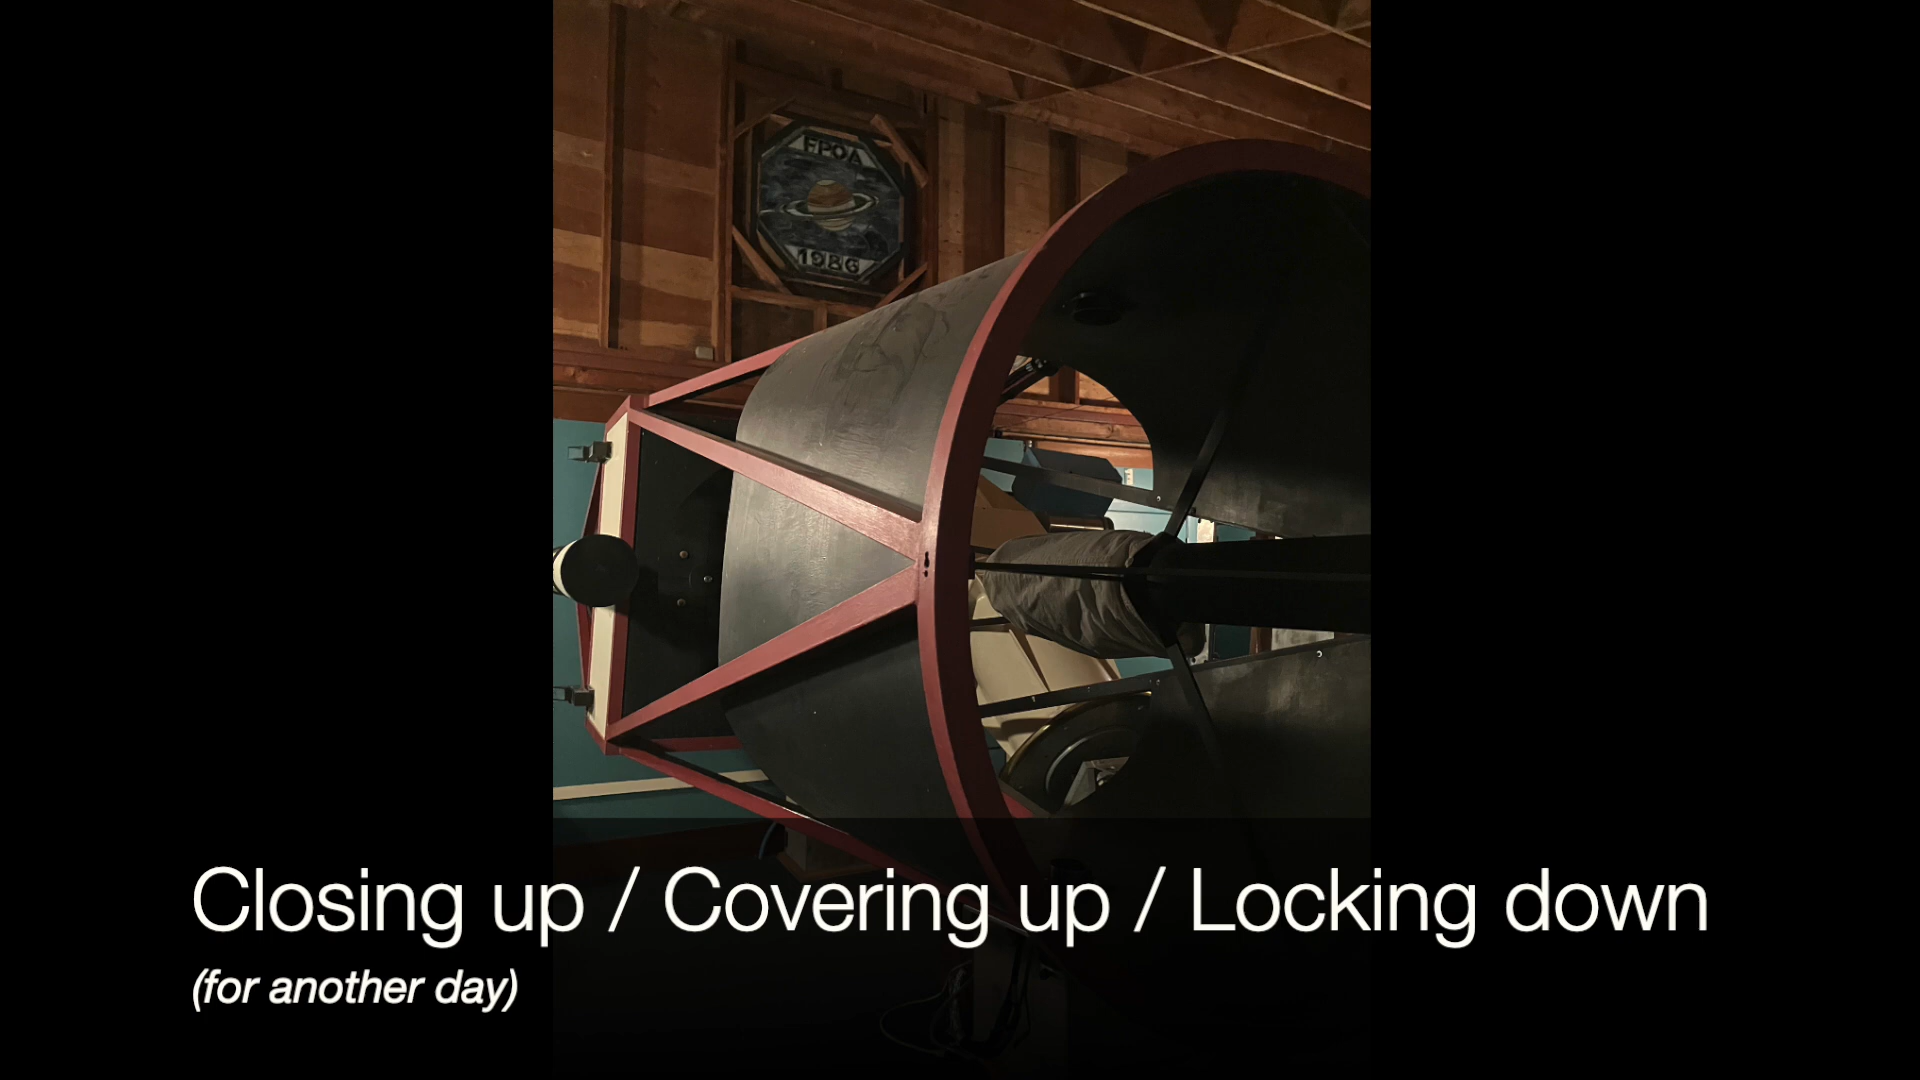 FPOA
1986
Closing up / Covering up / Locking down
(for another day)